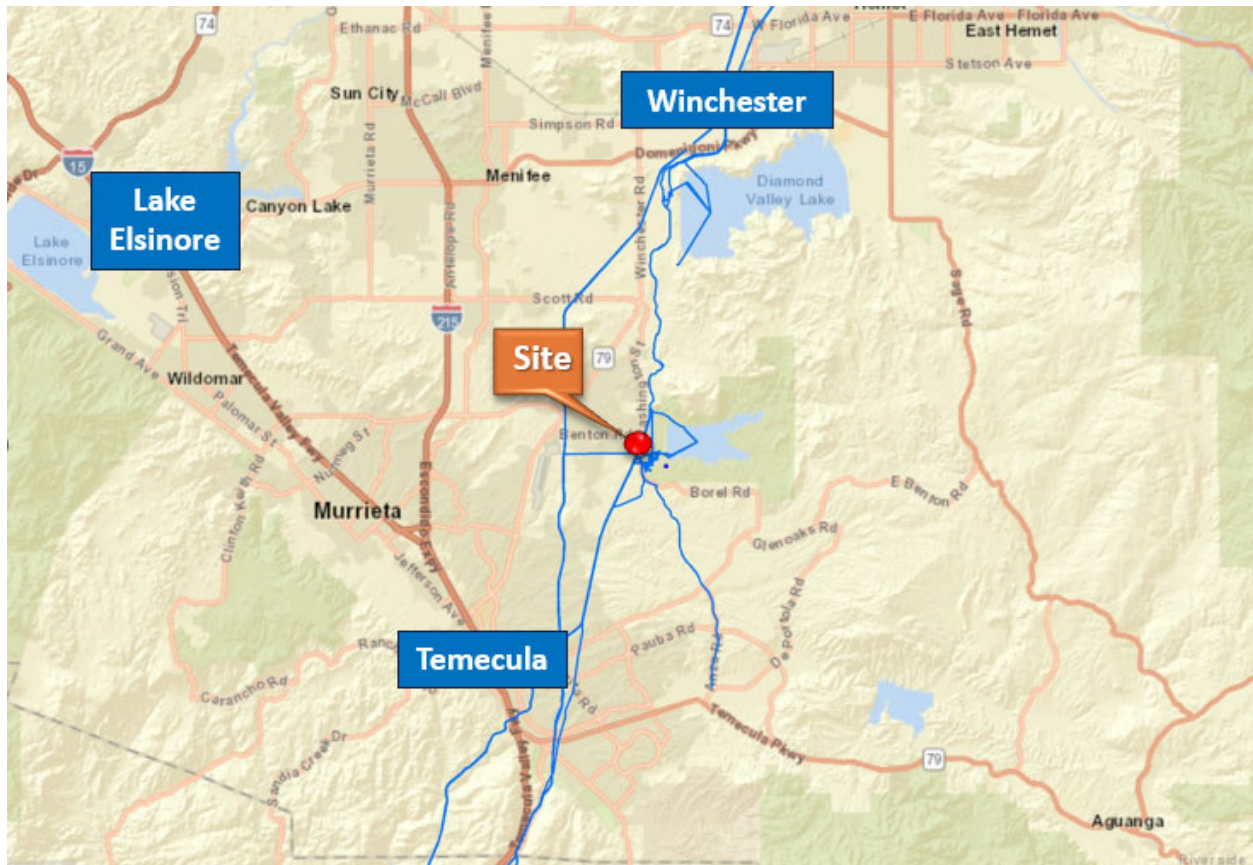 74
Ethanac Rd
74
W Florida Ave
E Florida Ave
Florida Ave
East Hemet
Stetson Ave
Sun City
McCall Blvd
Winchester
Simpson Rd
Domenigoni Pkwy
15
Murrieta Rd
Menifee
Lake
Elsinore
Canyon Lake
Diamond
Valley Lake
Lake
Elsinore
Antelope Rd
Winchester Rd
Scott Rd
Sage Rd
215
Grand Ave
Site
79
Wildomar
Temecula Valley Frwy
Palomar St
Nutmeg St
Benton Rd
Clinton Keith Rd
Escondido Expy
Borel Rd
E Benton Rd
Murrieta
Glenoaks Rd
Jefferson Ave
Pauba Rd
De Portola Rd
Temecula
Anza Rd
Carancho Rd
Temecula Pkwy
Sandia Creek Dr
79
Aguanga
Riverside